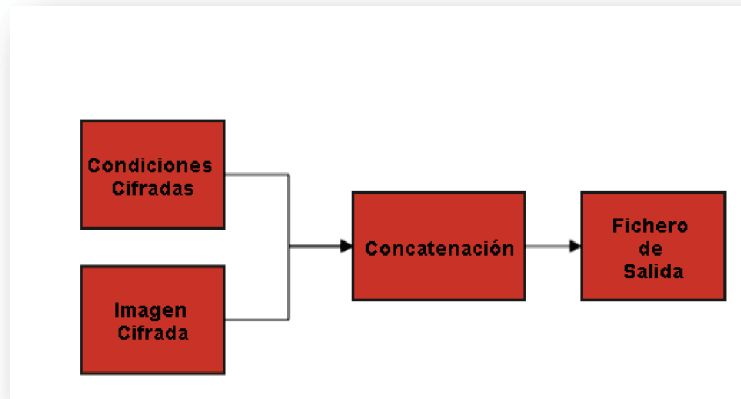 Condiciones
Cifradas
Imagen
Cifrada
Concatenación
Fichero
de
Salida